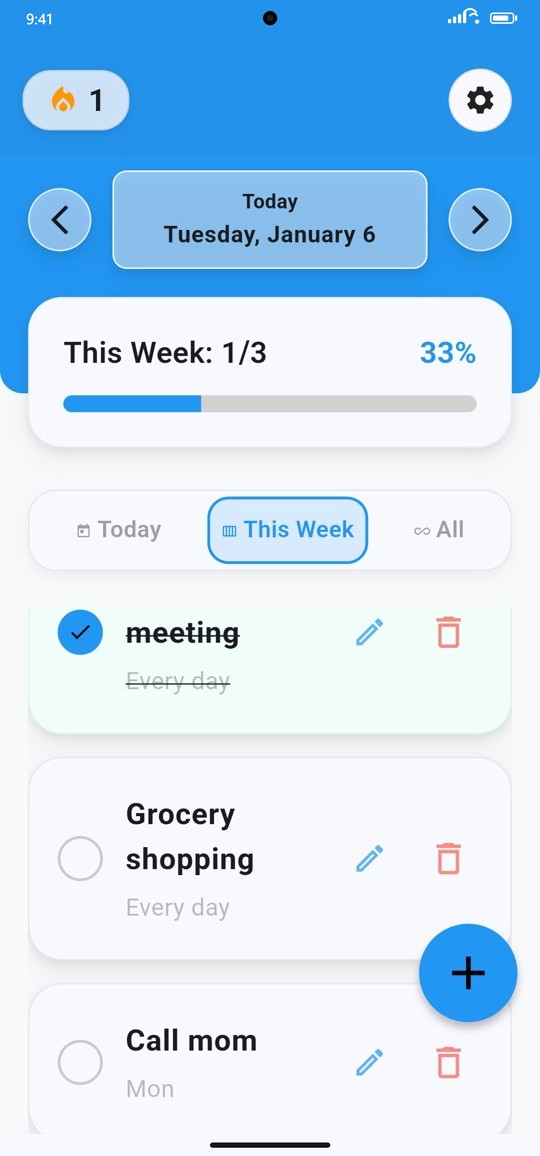 9:41
1
Today
Tuesday, January 6
This Week: 1/3
33%
Today
This Week
All
meeting
Every day
Grocery
shopping
Every day
Call mom
Mon